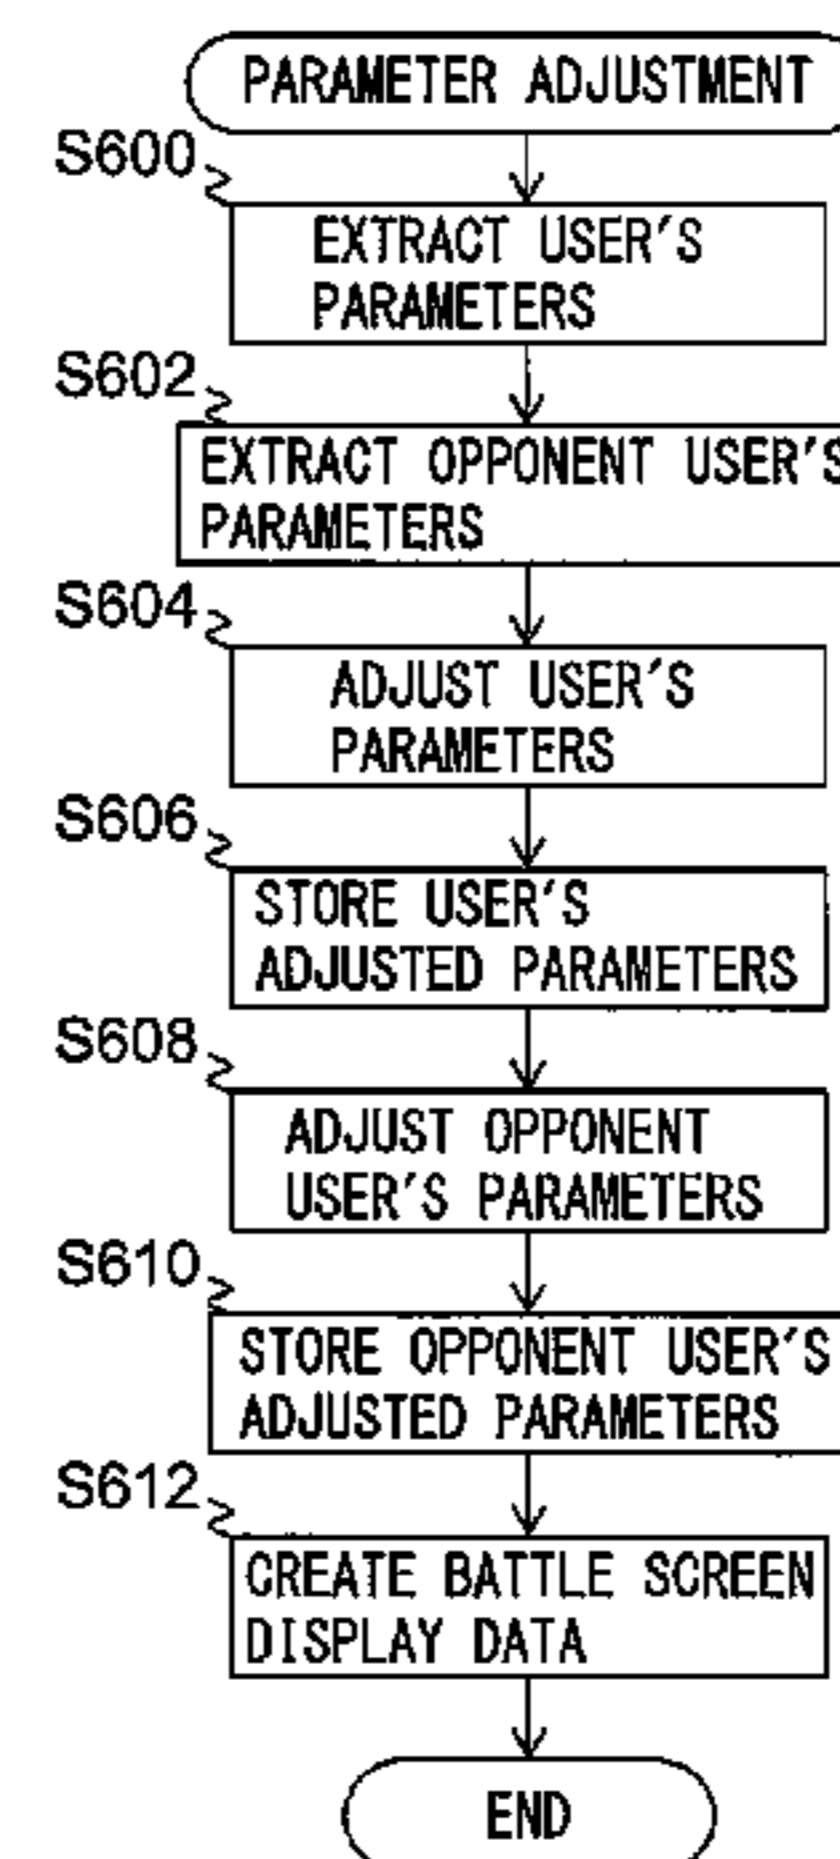 PARAMETER ADJUSTMENT
S600
EXTRACT USER'S
PARAMETERS
S602
EXTRACT OPPONENT USER'S
PARAMETERS
S604
ADJUST USER'S
PARAMETERS
S606
STORE USER'S
ADJUSTED PARAMETERS
S608
ADJUST OPPONENT
USER'S PARAMETERS
S610
STORE OPPONENT USER'S
ADJUSTED PARAMETERS
S612
CREATE BATTLE SCREEN
DISPLAY DATA
END